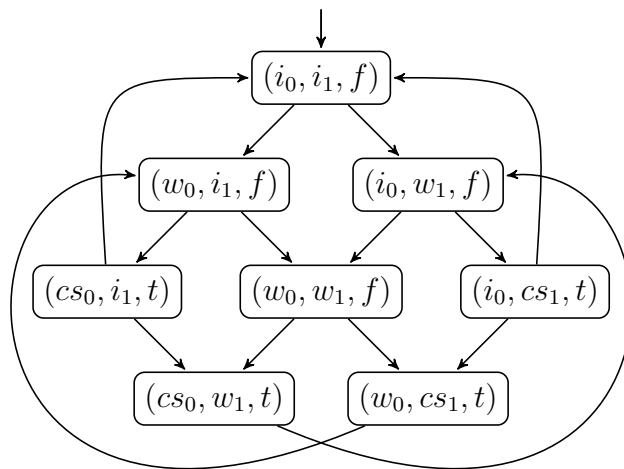 (i₀, i₁, f)
(w₀, i₁, f) (i₀, w₁, f)
(cs₀, i₁, t) (w₀, w₁, f) (i₀, cs₁, t)
(cs₀, w₁, t) (w₀, cs₁, t)